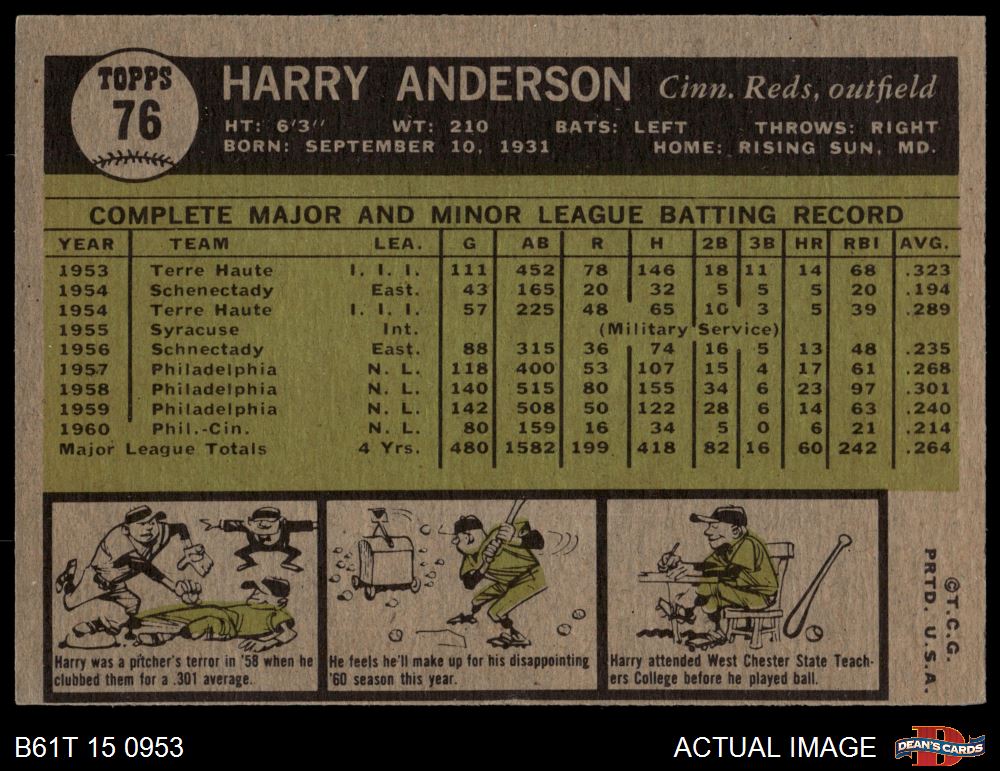 TOPPS
76
HARRY ANDERSON Cinn. Reds, outfield
HT: 6'3" WT: 210 BATS: LEFT THROWS: RIGHT
BORN: SEPTEMBER 10, 1931 HOME: RISING SUN, MD.
COMPLETE MAJOR AND MINOR LEAGUE BATTING RECORD
YEAR TEAM LEA. G AB R H 2B 3B HR RBI AVG.
1953 Terre Haute I. I. I. 111 452 78 146 18 11 14 68 .323
1954 Schenectady East. 43 165 20 32 5 5 5 20 .194
1954 Terre Haute I. I. I. 57 225 48 65 10 3 5 39 .289
1955 Syracuse Int. (Military Service)
1956 Schnectady East. 88 315 36 74 16 5 13 48 .235
1957 Philadelphia N. L. 118 400 53 107 15 4 17 61 .268
1958 Philadelphia N. L. 140 515 80 155 34 6 23 97 .301
1959 Philadelphia N. L. 142 508 50 122 28 6 14 63 .240
1960 Phil.-Cin. N. L. 80 159 16 34 5 0 6 21 .214
Major League Totals 4 Yrs. 480 1582 199 418 82 16 60 242 .264
Harry was a pitcher's terror in '58 when he
clubbed them for a .301 average.
He feels he'll make up for his disappointing
'60 season this year.
Harry attended West Chester State Teach-
ers College before he played ball.
©T.C.G.
PRTD. U.S.A.
B61T 15 0953
ACTUAL IMAGE
D
DEAN'S CARDS